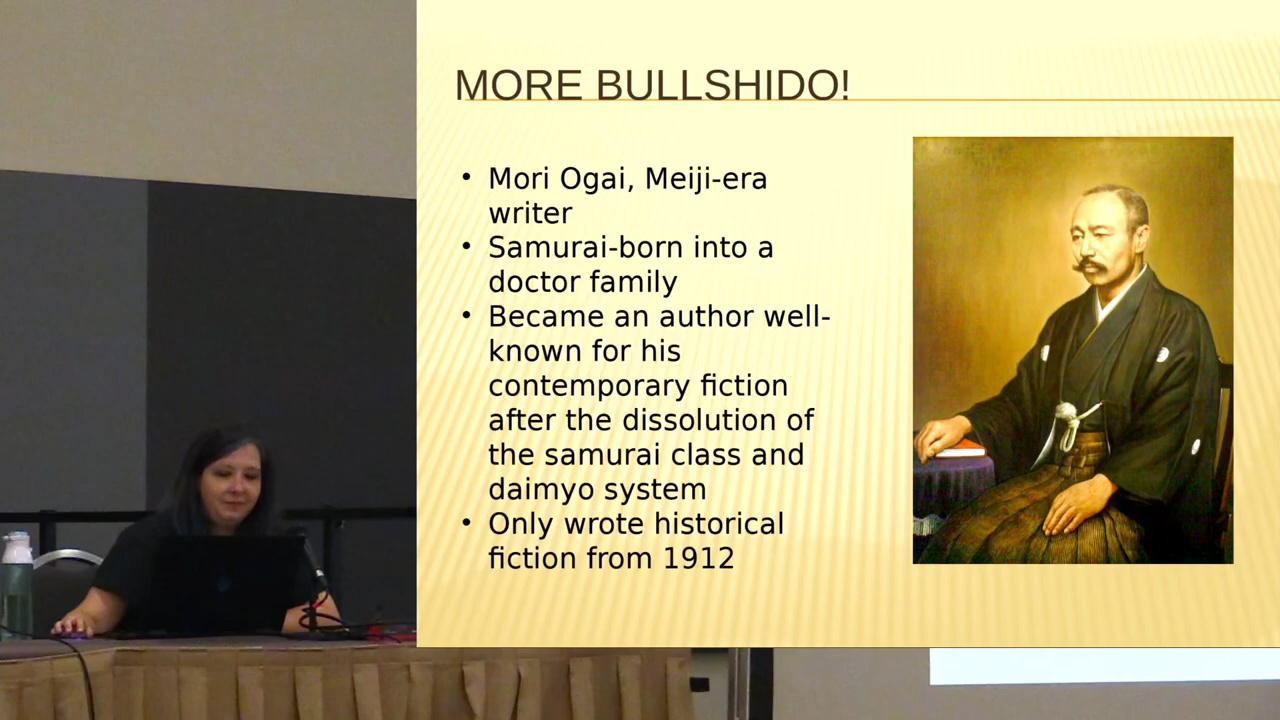 MORE BULLSHIDO!
• Mori Ogai, Meiji-era
writer
• Samurai-born into a
doctor family
• Became an author well-
known for his
contemporary fiction
after the dissolution of
the samurai class and
daimyo system
• Only wrote historical
fiction from 1912